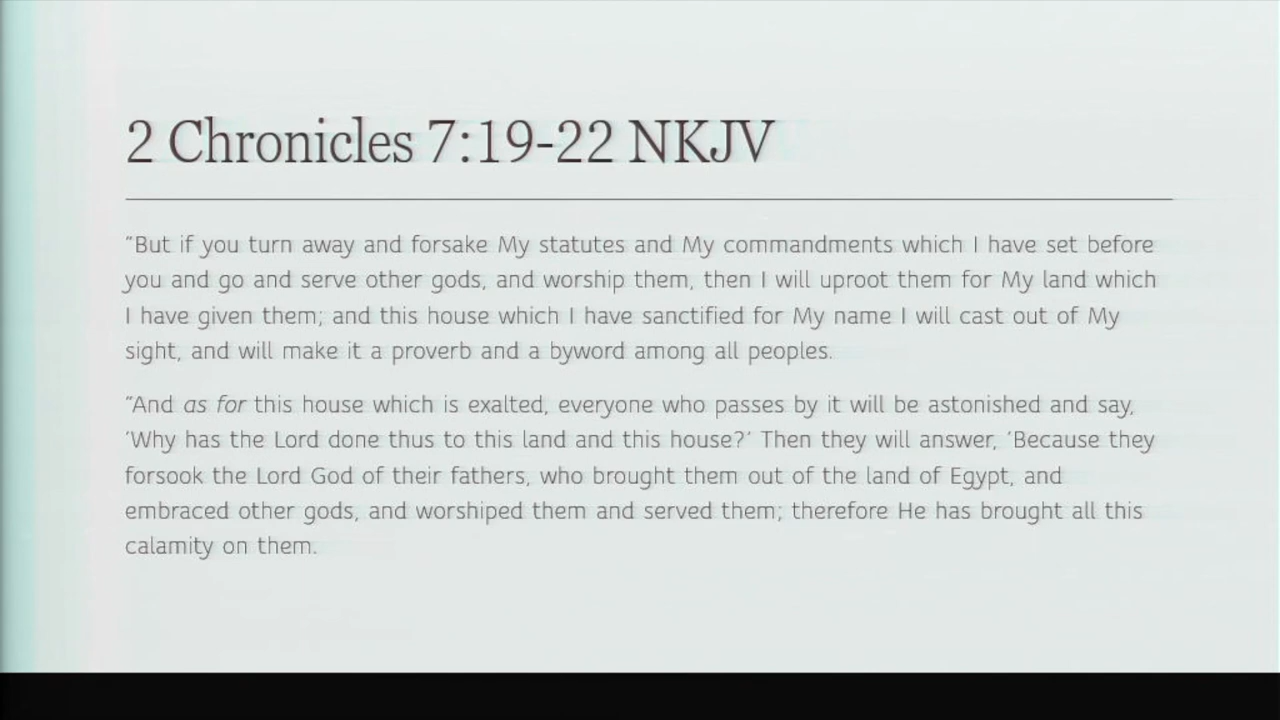 2 Chronicles 7:19-22 NKJV
"But if you turn away and forsake My statutes and My commandments which I have set before
you and go and serve other gods, and worship them, then I will uproot them for My land which
I have given them; and this house which I have sanctified for My name I will cast out of My
sight, and will make it a proverb and a byword among all peoples.
"And as for this house which is exalted, everyone who passes by it will be astonished and say,
'Why has the Lord done thus to this land and this house?' Then they will answer, 'Because they
forsook the Lord God of their fathers, who brought them out of the land of Egypt, and
embraced other gods, and worshiped them and served them; therefore He has brought all this
calamity on them.